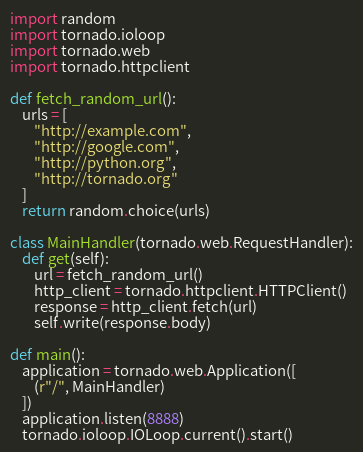 import random
import tornado.ioloop
import tornado.web
import tornado.httpclient
def fetch_random_url():
urls = [
"http://example.com",
"http://google.com",
"http://python.org",
"http://tornado.org"
]
return random.choice(urls)
class MainHandler(tornado.web.RequestHandler):
def get(self):
url = fetch_random_url()
http_client = tornado.httpclient.HTTPClient()
response = http_client.fetch(url)
self.write(response.body)
def main():
application = tornado.web.Application([
(r"/", MainHandler)
])
application.listen(8888)
tornado.ioloop.IOLoop.current().start()